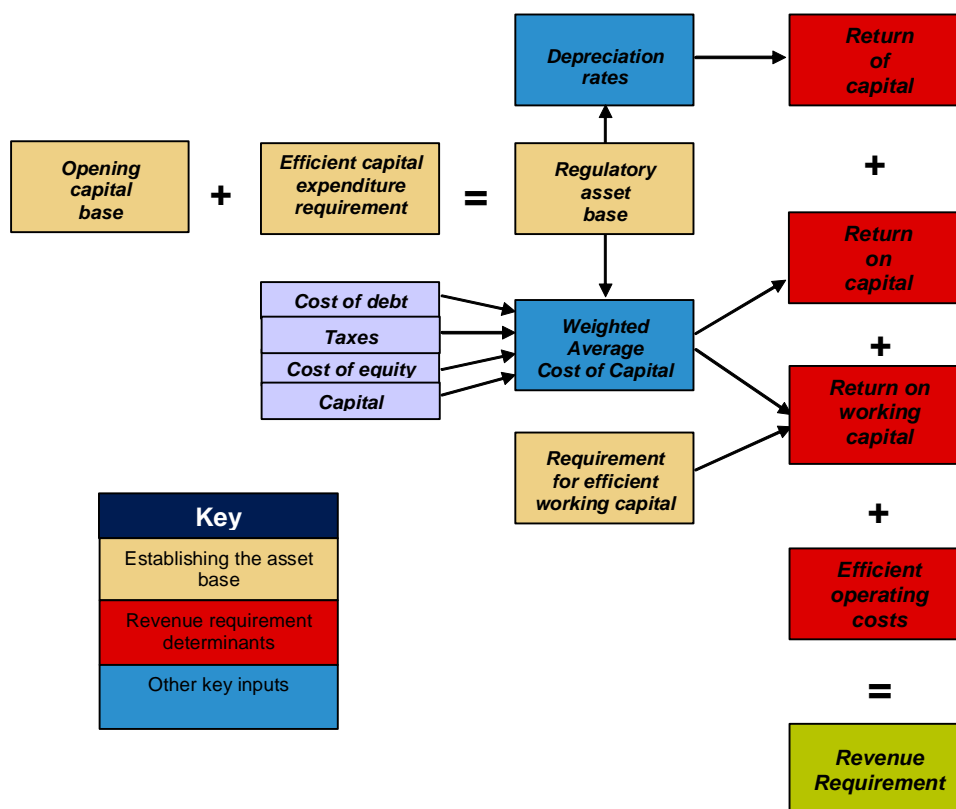 Depreciation
rates
Return
of
capital
+
Opening
capital
base
+
Efficient capital
expenditure
requirement
=
Regulatory
asset
base
Return
on
capital
+
Cost of debt
Taxes
Cost of equity
Capital
Weighted
Average
Cost of Capital
Return on
working
capital
Requirement
for efficient
working capital
+
Key
Establishing the asset
base
Revenue requirement
determinants
Other key inputs
Efficient
operating
costs
=
Revenue
Requirement